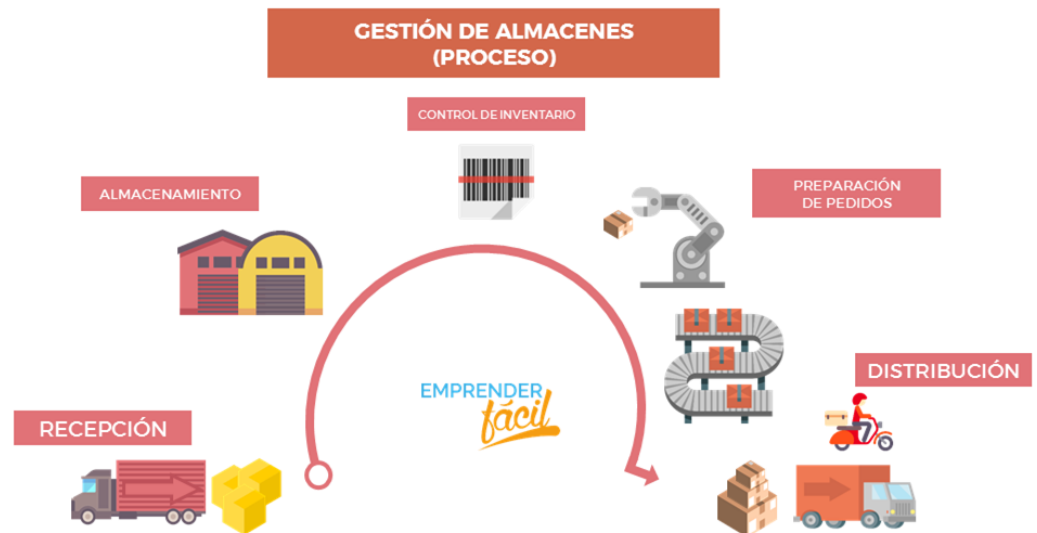 GESTIÓN DE ALMACENES
(PROCESO)
CONTROL DE INVENTARIO
ALMACENAMIENTO
PREPARACIÓN
DE PEDIDOS
DISTRIBUCIÓN
EMPRENDER
fácil
RECEPCIÓN